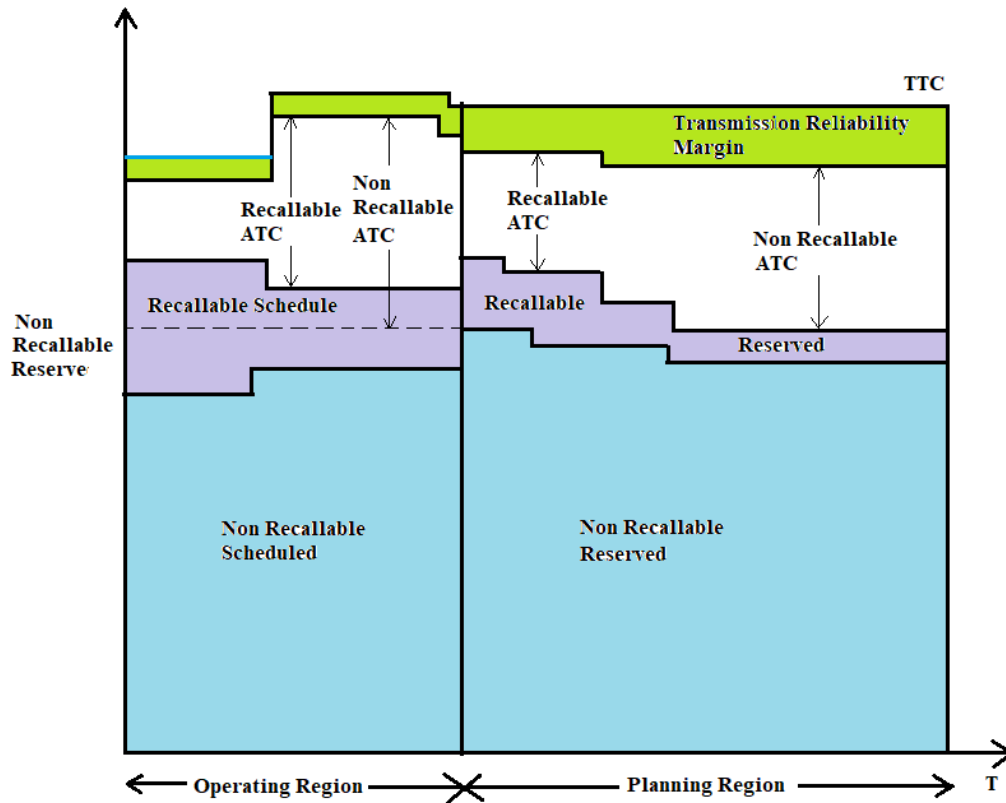 TTC
Transmission Reliability
Margin
Non
Recallable
ATC
Recallable
ATC
Recallable
ATC
Non Recallable
ATC
Recallable Schedule
Recallable
Reserved
Non
Recallable
Reserve
Non Recallable
Scheduled
Non Recallable
Reserved
Operating Region
Planning Region
T